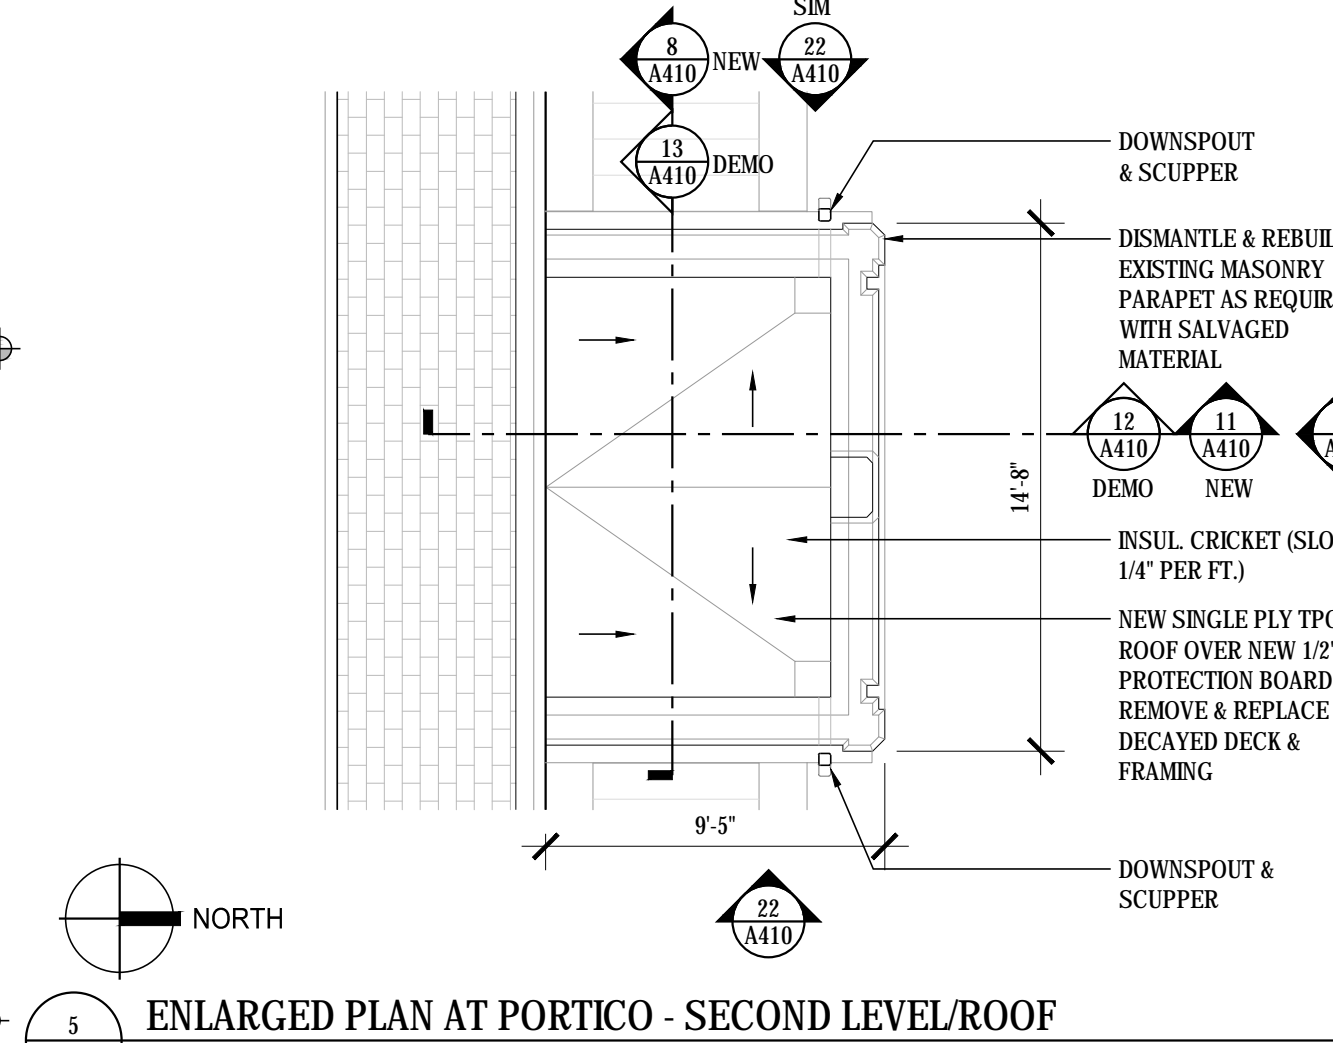 SIM
8
A410
NEW
22
A410
13
A410
DEMO
DOWNSPOUT
& SCUPPER
DISMANTLE & REBUIL
EXISTING MASONRY
PARAPET AS REQUIR
WITH SALVAGED
MATERIAL
12
A410
DEMO
11
A410
NEW
A
14'-8"
INSUL. CRICKET (SLO
1/4" PER FT.)
NEW SINGLE PLY TPO
ROOF OVER NEW 1/2"
PROTECTION BOARD
REMOVE & REPLACE
DECAYED DECK &
FRAMING
9'-5"
DOWNSPOUT &
SCUPPER
22
A410
NORTH
5
ENLARGED PLAN AT PORTICO - SECOND LEVEL/ROOF